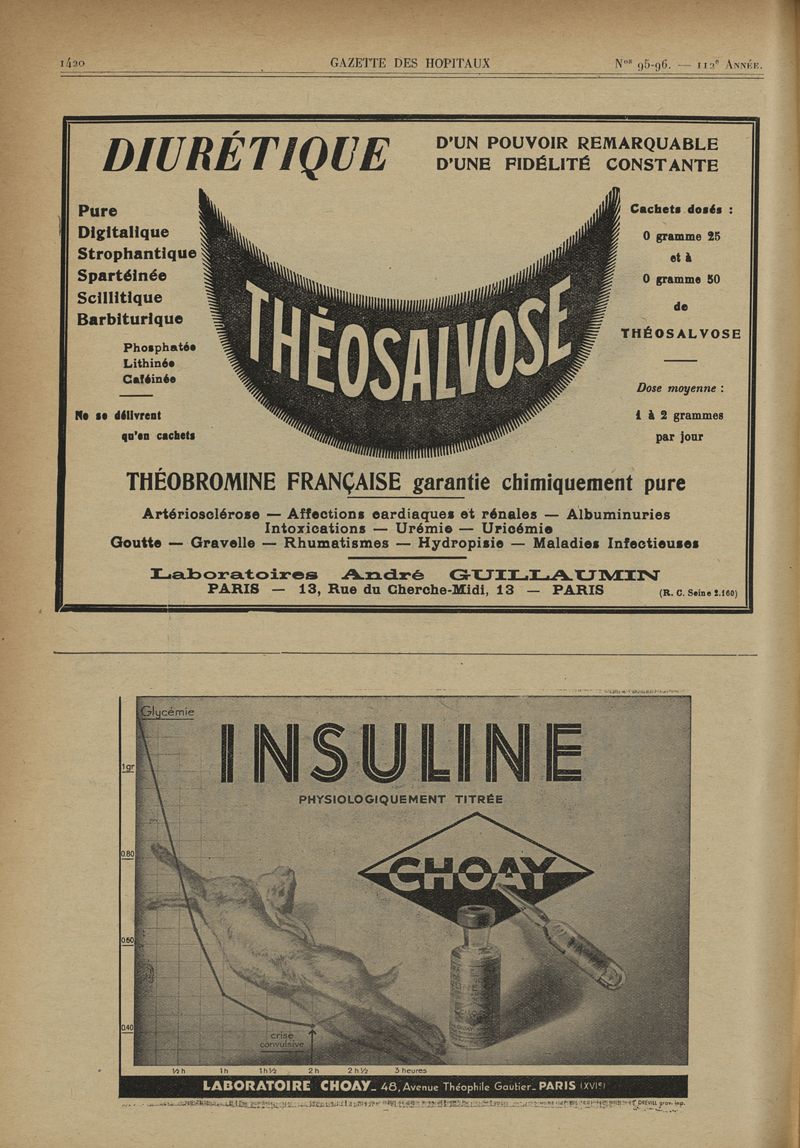 1420
GAZETTE DES HOPITAUX
Nos 95-96. — 112e ANNÉE.
DIURÉTIQUE
D'UN POUVOIR REMARQUABLE
D'UNE FIDÉLITÉ CONSTANTE
Pure
Digitalique
Strophantique
Spartéinée
Scillitique
Barbiturique
Phosphatée
Lithinée
Caféinée
Ne se délivrent
qu'en cachets
THÉOSALVOSE
Cachets dosés :
0 gramme 25
et à
0 gramme 50
de
THÉOSALVOSE
Dose moyenne :
1 à 2 grammes
par jour
THÉOBROMINE FRANÇAISE garantie chimiquement pure
Artériosclérose — Affections cardiaques et rénales — Albuminuries
Intoxications — Urémie — Uricémie
Goutte — Gravelle — Rhumatismes — Hydropisie — Maladies Infectieuses
Laboratoires André GUILLAUMIN
PARIS — 13, Rue du Cherche-Midi, 13 — PARIS
(R. C. Seine 2.160)
Glycémie
INSULINE
PHYSIOLOGIQUEMENT TITRÉE
1gr
0.80
0.60
0.40
CHOAY
crise
convulsive
½ h
1h
1h½
2h
2h½
3 heures
LABORATOIRE CHOAY_ 48, Avenue Théophile Gautier_ PARIS (XVIe)